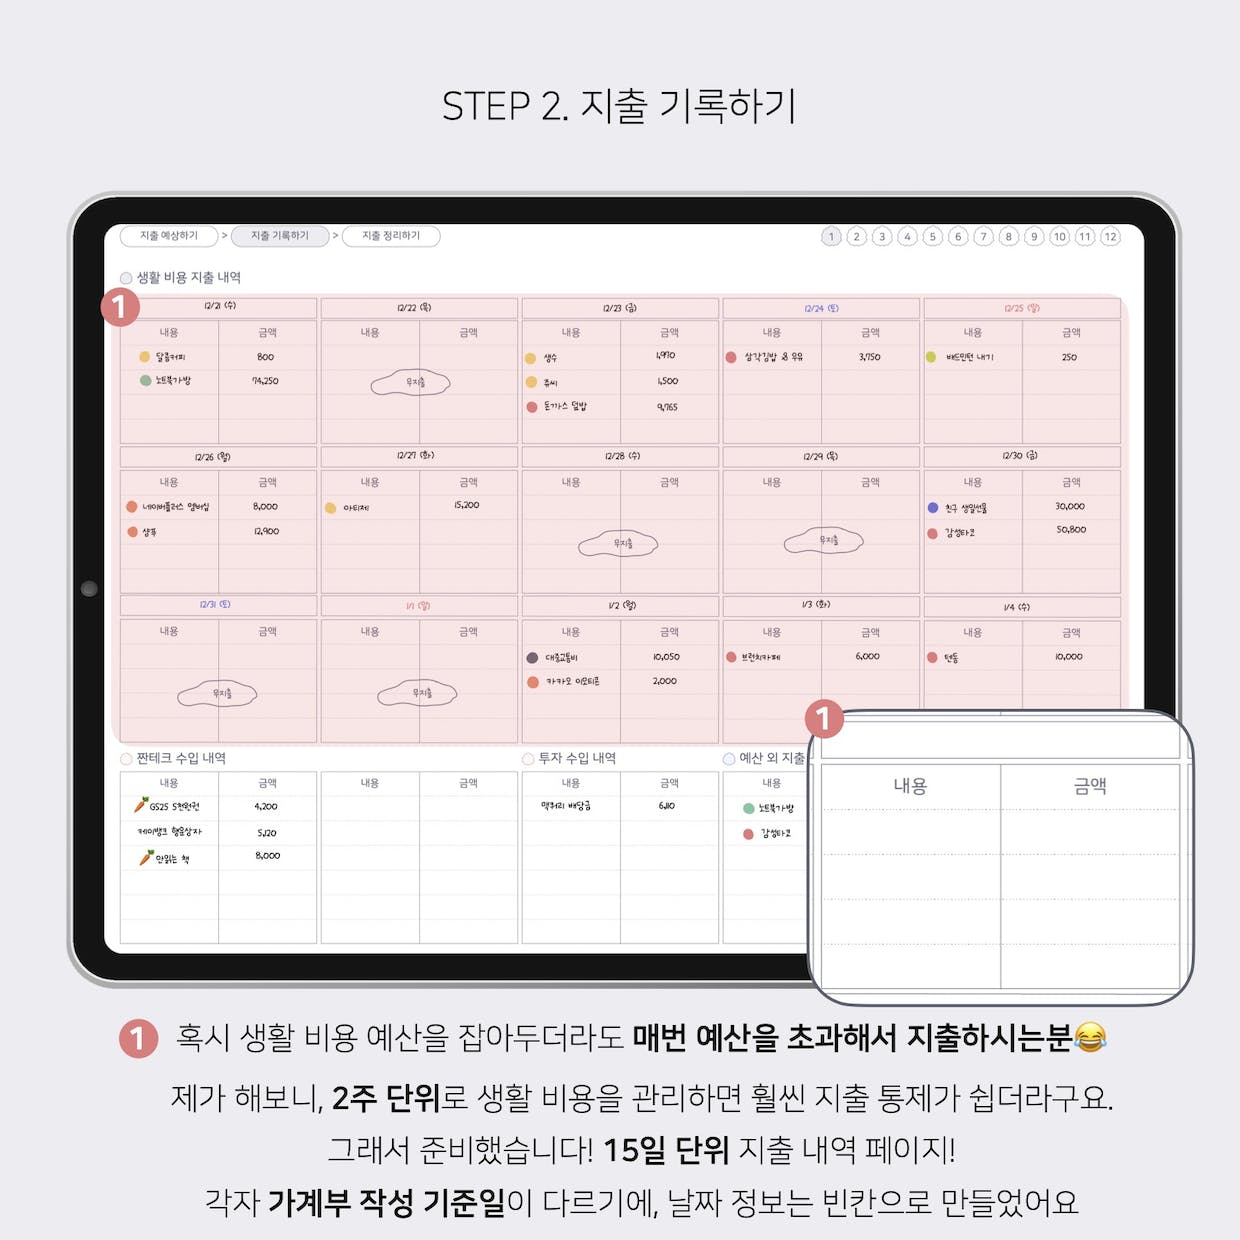 STEP 2. 지출 기록하기
지출 예상하기 > 지출 기록하기 > 지출 정리하기
1 2 3 4 5 6 7 8 9 10 11 12
생활 비용 지출 내역
1
12/21 (수) 12/22 (목) 12/23 (금) 12/24 (토) 12/25 (일)
내용 금액 내용 금액 내용 금액 내용 금액 내용 금액
달콤커피 800 생수 1,970 삼각김밥 & 우유 3,750 배드민턴 내기 250
노트북가방 74,250 무지출 쥬씨 1,500
돈까스 덮밥 9,765
12/26 (월) 12/27 (화) 12/28 (수) 12/29 (목) 12/30 (금)
내용 금액 내용 금액 내용 금액 내용 금액 내용 금액
네이버플러스 멤버십 8,000 아티제 15,200 친구 생일선물 30,000
샴푸 12,900 무지출 무지출 감성타코 50,800
12/31 (토) 1/1 (일) 1/2 (월) 1/3 (화) 1/4 (수)
내용 금액 내용 금액 내용 금액 내용 금액 내용 금액
대중교통비 10,050 브런치카페 6,000 텐동 10,000
무지출 무지출 카카오 이모티콘 2,000
짠테크 수입 내역 투자 수입 내역 예산 외 지출
내용 금액 내용 금액 내용 금액 내용
GS25 5천원권 4,200 맥쿼리 배당금 6,110 노트북가방
케이뱅크 행운상자 5,120 감성타코
안읽는 책 8,000
1
내용 금액
1 혹시 생활 비용 예산을 잡아두더라도 매번 예산을 초과해서 지출하시는분😂
제가 해보니, 2주 단위로 생활 비용을 관리하면 훨씬 지출 통제가 쉽더라구요.
그래서 준비했습니다! 15일 단위 지출 내역 페이지!
각자 가계부 작성 기준일이 다르기에, 날짜 정보는 빈칸으로 만들었어요